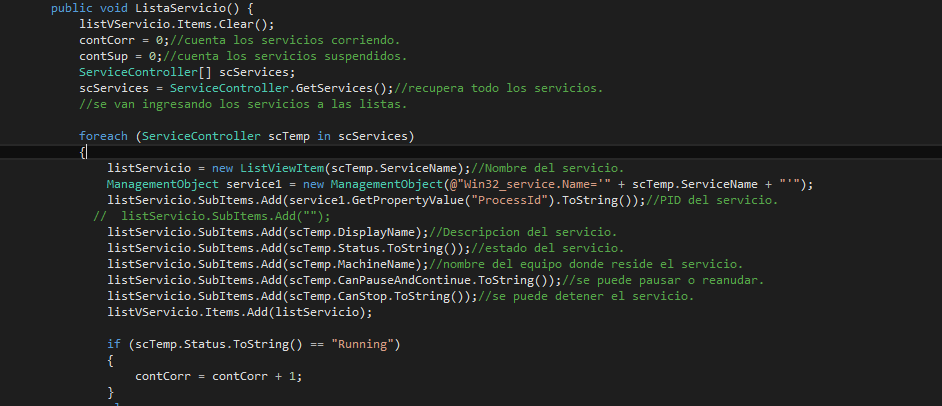 public void ListaServicio() {
listVServicio.Items.Clear();
contCorr = 0;//cuenta los servicios corriendo.
contSup = 0;//cuenta los servicios suspendidos.
ServiceController[] scServices;
scServices = ServiceController.GetServices();//recupera todo los servicios.
//se van ingresando los servicios a las listas.
foreach (ServiceController scTemp in scServices)
{
listServicio = new ListViewItem(scTemp.ServiceName);//Nombre del servicio.
ManagementObject service1 = new ManagementObject(@"Win32_service.Name='" + scTemp.ServiceName + "'");
listServicio.SubItems.Add(service1.GetPropertyValue("ProcessId").ToString());//PID del servicio.
//  listServicio.SubItems.Add("");
listServicio.SubItems.Add(scTemp.DisplayName);//Descripcion del servicio.
listServicio.SubItems.Add(scTemp.Status.ToString());//estado del servicio.
listServicio.SubItems.Add(scTemp.MachineName);//nombre del equipo donde reside el servicio.
listServicio.SubItems.Add(scTemp.CanPauseAndContinue.ToString());//se puede pausar o reanudar.
listServicio.SubItems.Add(scTemp.CanStop.ToString());//se puede detener el servicio.
listVServicio.Items.Add(listServicio);
if (scTemp.Status.ToString() == "Running")
{
contCorr = contCorr + 1;
}